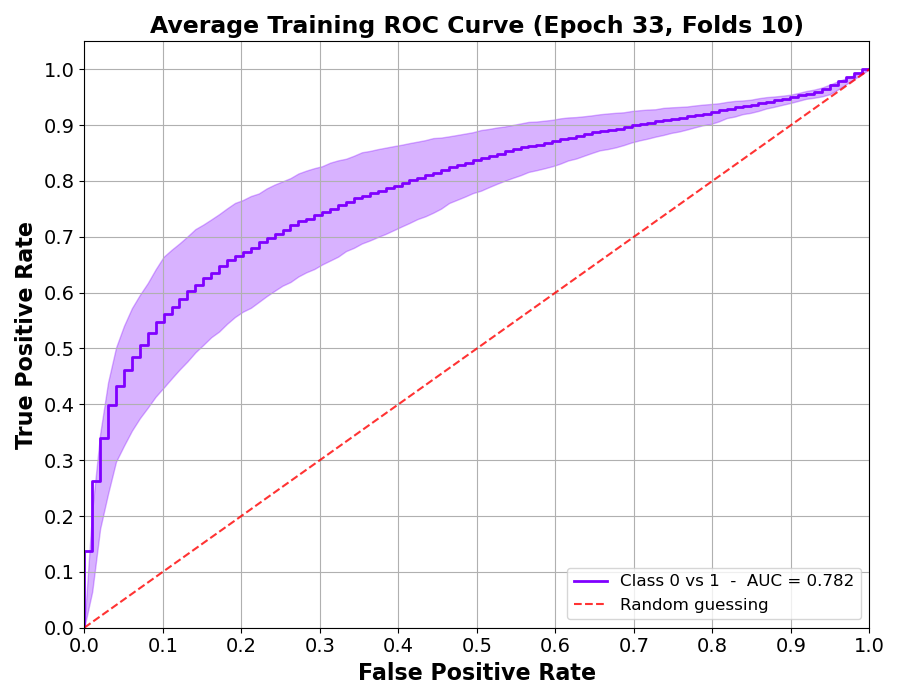 Average Training ROC Curve (Epoch 33, Folds 10)
True Positive Rate
1.0
0.9
0.8
0.7
0.6
0.5
0.4
0.3
0.2
0.1
0.0
Class 0 vs 1 - AUC = 0.782
Random guessing
0.0 0.1 0.2 0.3 0.4 0.5 0.6 0.7 0.8 0.9 1.0
False Positive Rate